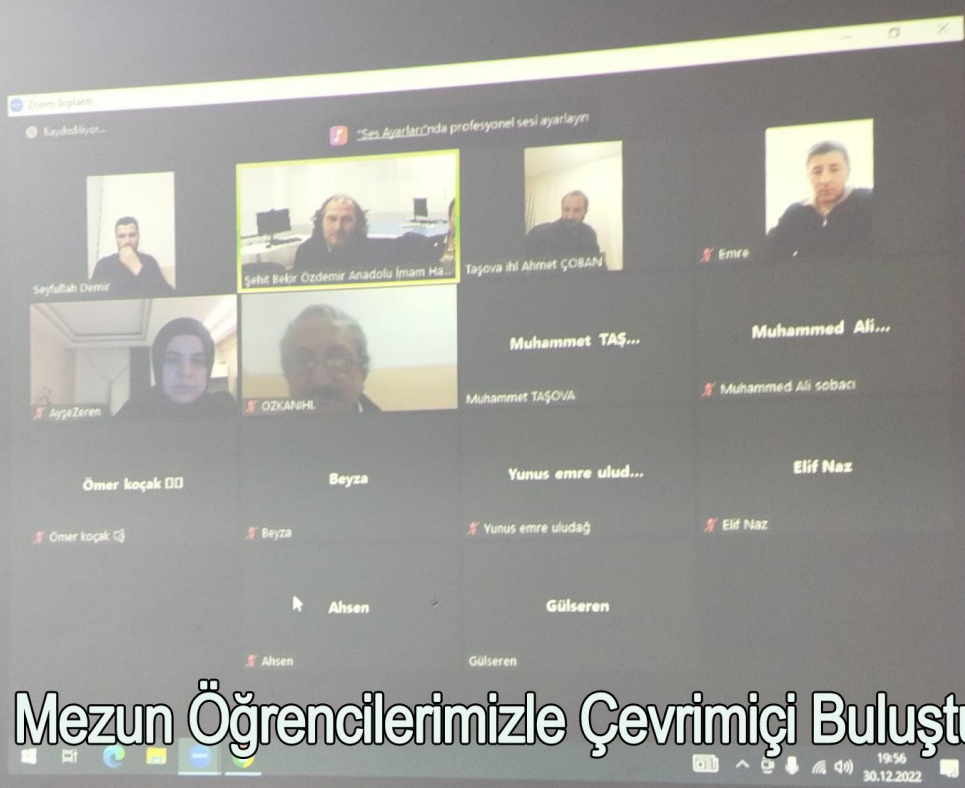 Zoom Toplantı
Kaydediliyor...
"Ses Ayarları"nda profesyonel sesi ayarlayın
Seyfullah Demir
Şehit Bekir Özdemir Anadolu İmam Ha...
Taşova ihl Ahmet ÇOBAN
Emre
AyşeZeren
OZKANIHL
Muhammet TAŞ...
Muhammet TAŞOVA
Muhammed Ali...
Muhammed Ali sobacı
Ömer koçak
Ömer koçak
Beyza
Beyza
Yunus emre ulud...
Yunus emre uludağ
Elif Naz
Elif Naz
Ahsen
Ahsen
Gülseren
Gülseren
Mezun Öğrencilerimizle Çevrimiçi Buluştu
19:56
30.12.2022